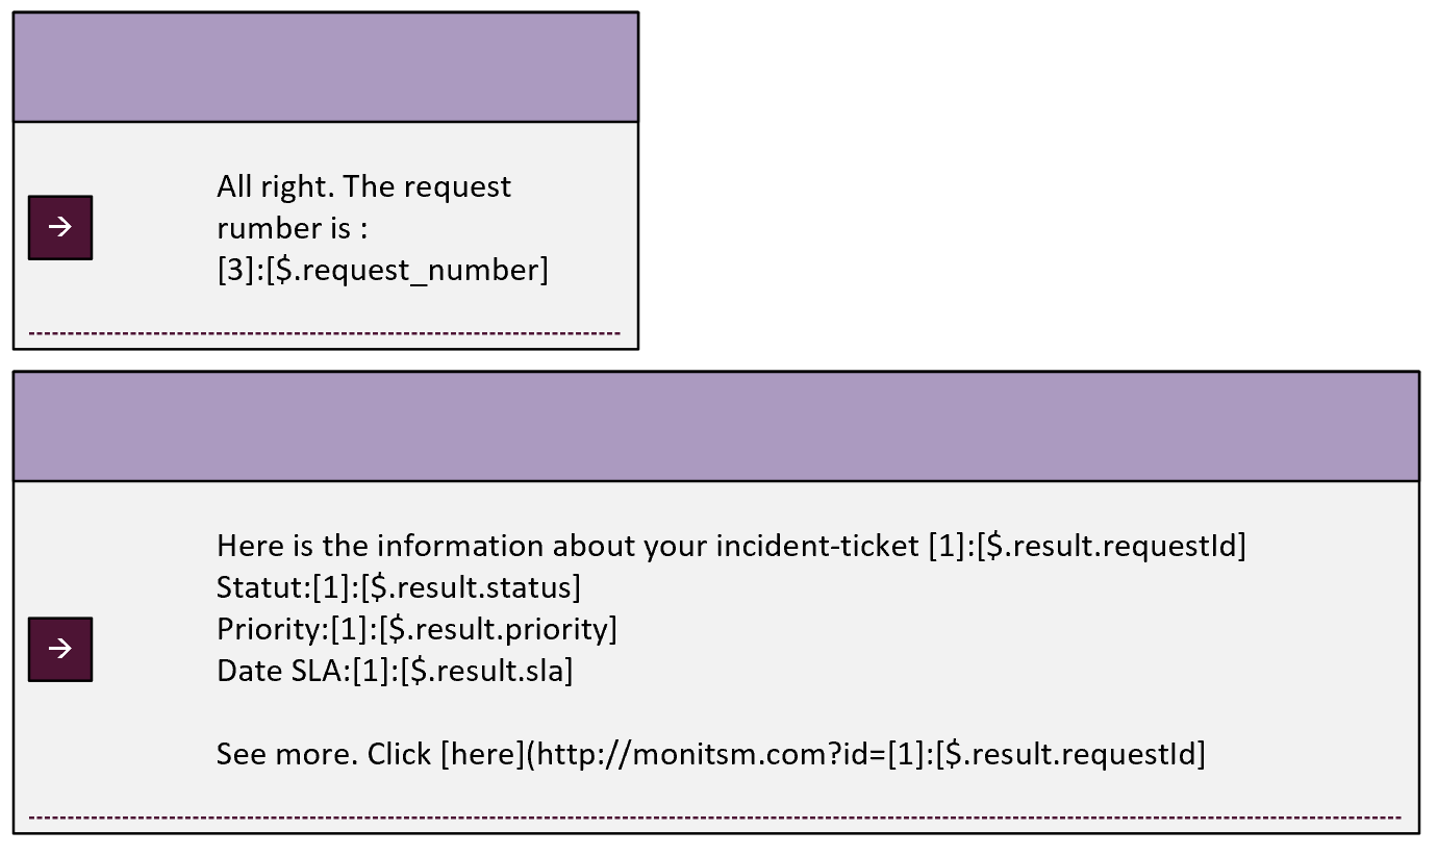 All right. The request
rumber is :
[3]:[$.request_number]
Here is the information about your incident-ticket [1]:[$.result.requestId]
Statut:[1]:[$.result.status]
Priority:[1]:[$.result.priority]
Date SLA:[1]:[$.result.sla]
See more. Click [here](http://monitsm.com?id=[1]:[$.result.requestId]